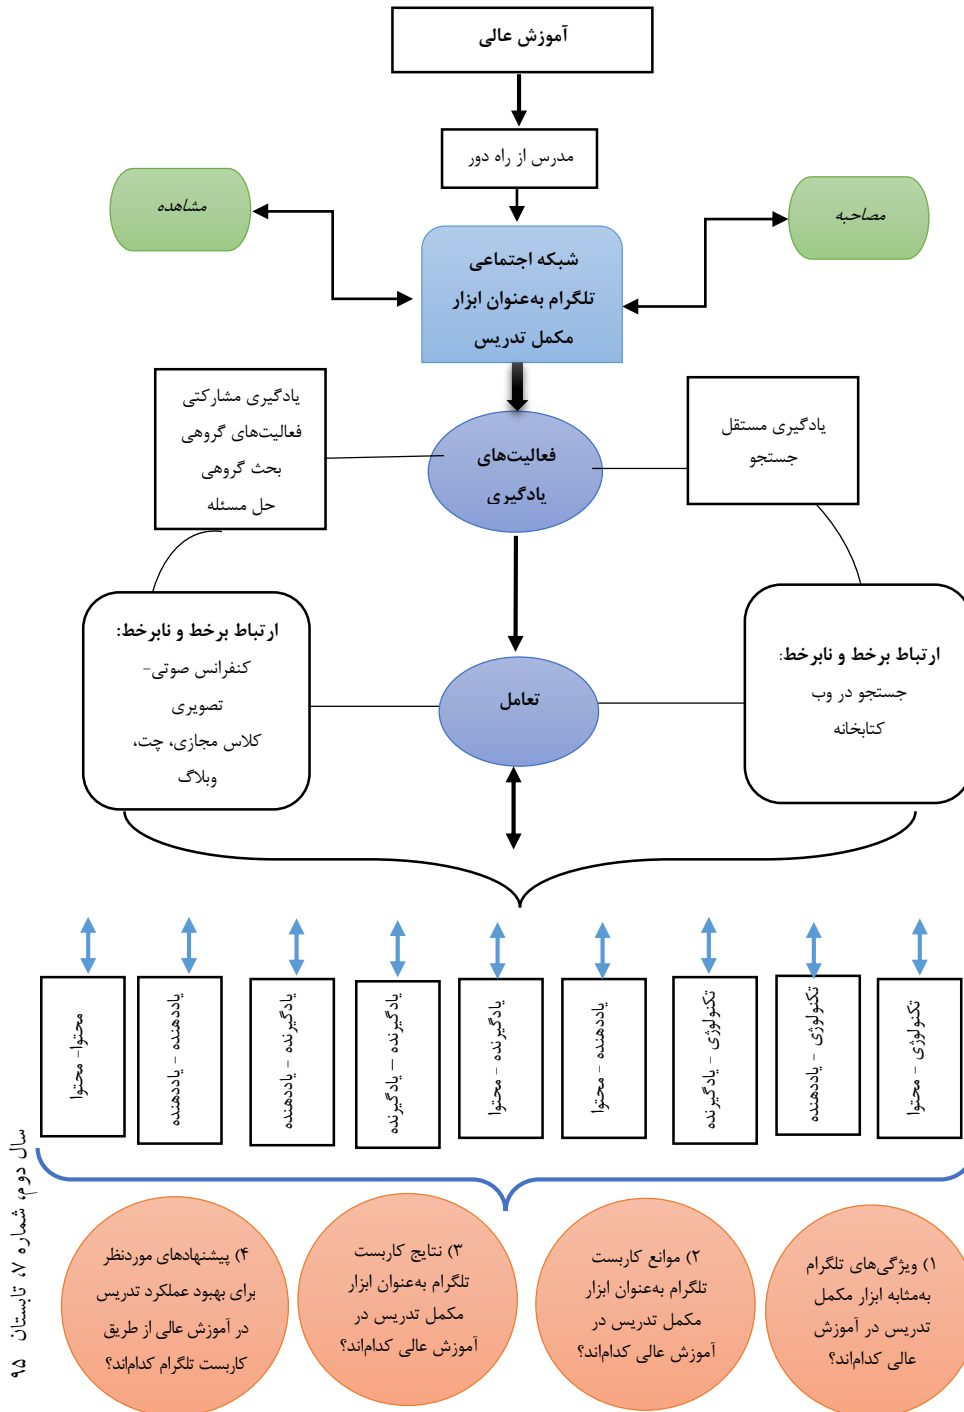 آموزش عالی
مدرس از راه دور
مصاحبه
مشاهده
شبکه اجتماعی
تلگرام به‌عنوان ابزار
مکمل تدریس
یادگیری مستقل
جستجو
فعالیت‌های
یادگیری
یادگیری مشارکتی
فعالیت‌های گروهی
بحث گروهی
حل مسئله
ارتباط برخط و نابرخط:
جستجو در وب
کتابخانه
تعامل
ارتباط برخط و نابرخط:
کنفرانس صوتی-
تصویری
کلاس مجازی، چت،
وبلاگ
تکنولوژی - محتوا
تکنولوژی - یاددهنده
تکنولوژی - یادگیرنده
یاددهنده - محتوا
یادگیرنده - محتوا
یادگیرنده – یادگیرنده
یادگیرنده - یاددهنده
یاددهنده - یاددهنده
محتوا- محتوا
۱) ویژگی‌های تلگرام
به‌مثابه ابزار مکمل
تدریس در آموزش
عالی کدام‌اند؟
۲) موانع کاربست
تلگرام به‌عنوان ابزار
مکمل تدریس در
آموزش عالی کدام‌اند؟
۳) نتایج کاربست
تلگرام به‌عنوان ابزار
مکمل تدریس در
آموزش عالی کدام‌اند؟
۴) پیشنهادهای موردنظر
برای بهبود عملکرد تدریس
در آموزش عالی از طریق
کاربست تلگرام کدام‌اند؟
سال دوم، شماره ۷، تابستان ۹۵